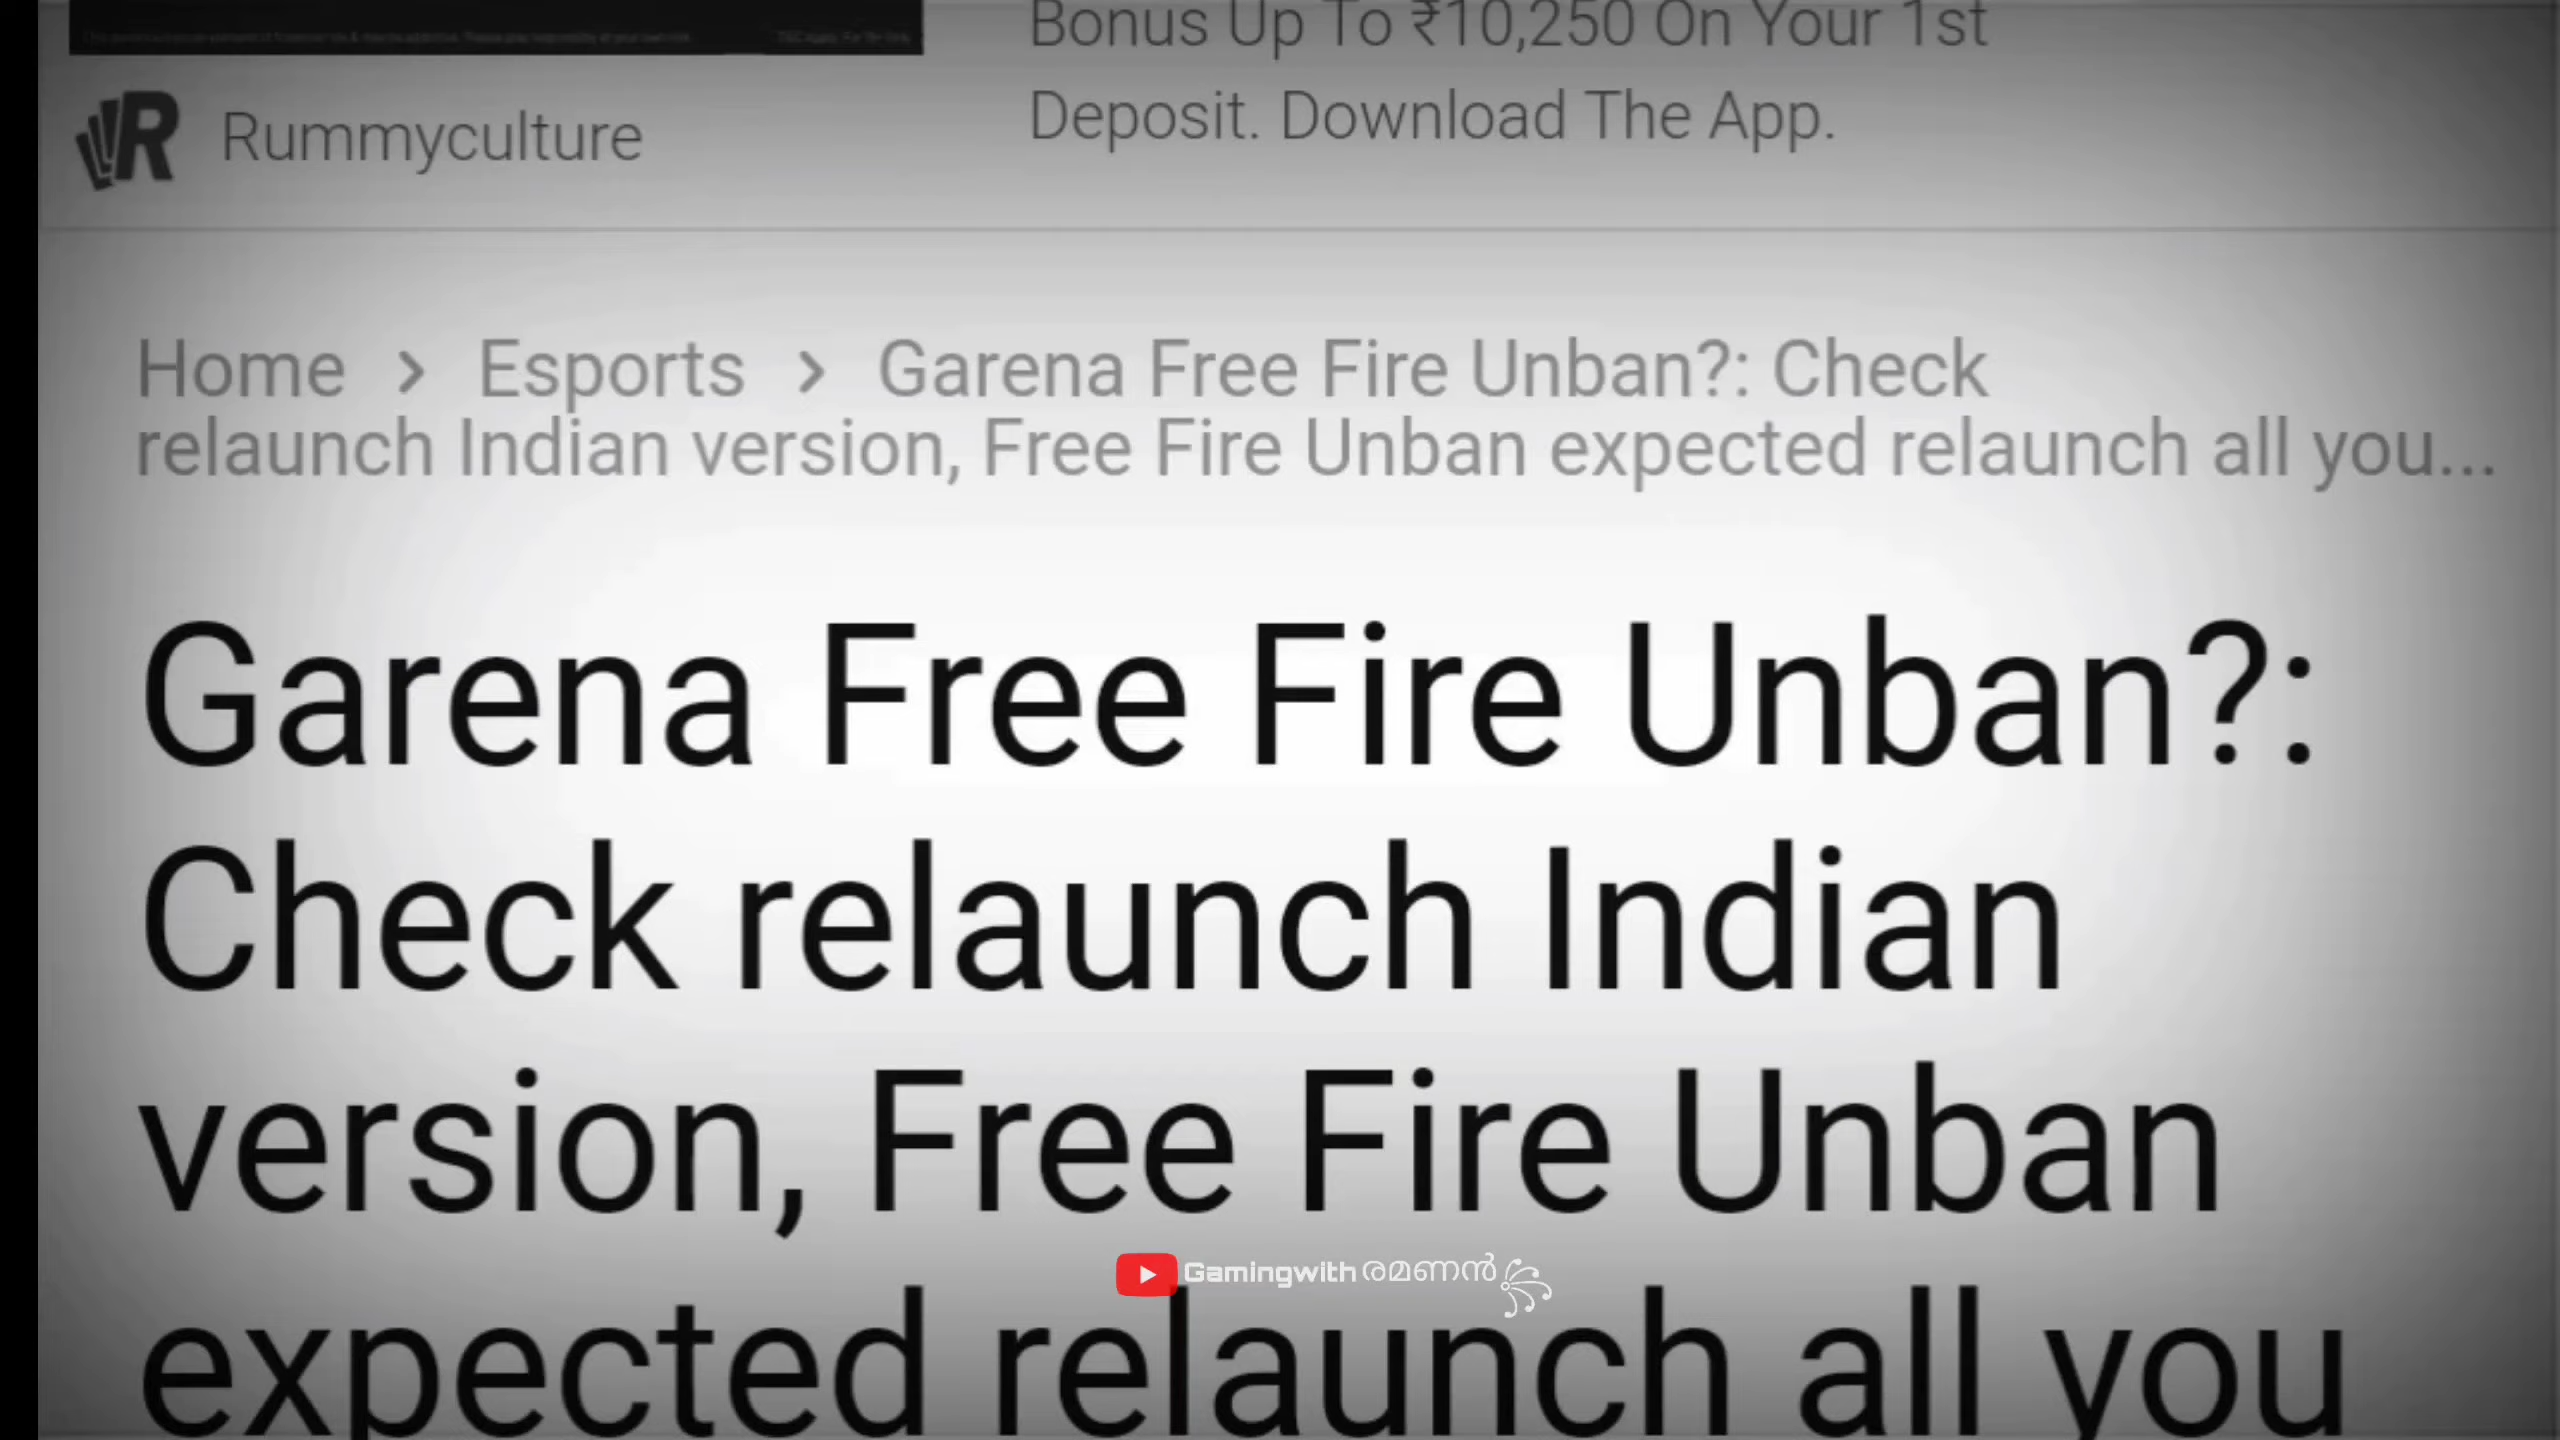 Bonus Up To ₹10,250 On Your 1st
Deposit. Download The App.
Rummyculture
Home > Esports > Garena Free Fire Unban?: Check
relaunch Indian version, Free Fire Unban expected relaunch all you...
Garena Free Fire Unban?:
Check relaunch Indian
version, Free Fire Unban
Gamingwith രമണൻ
expected relaunch all you